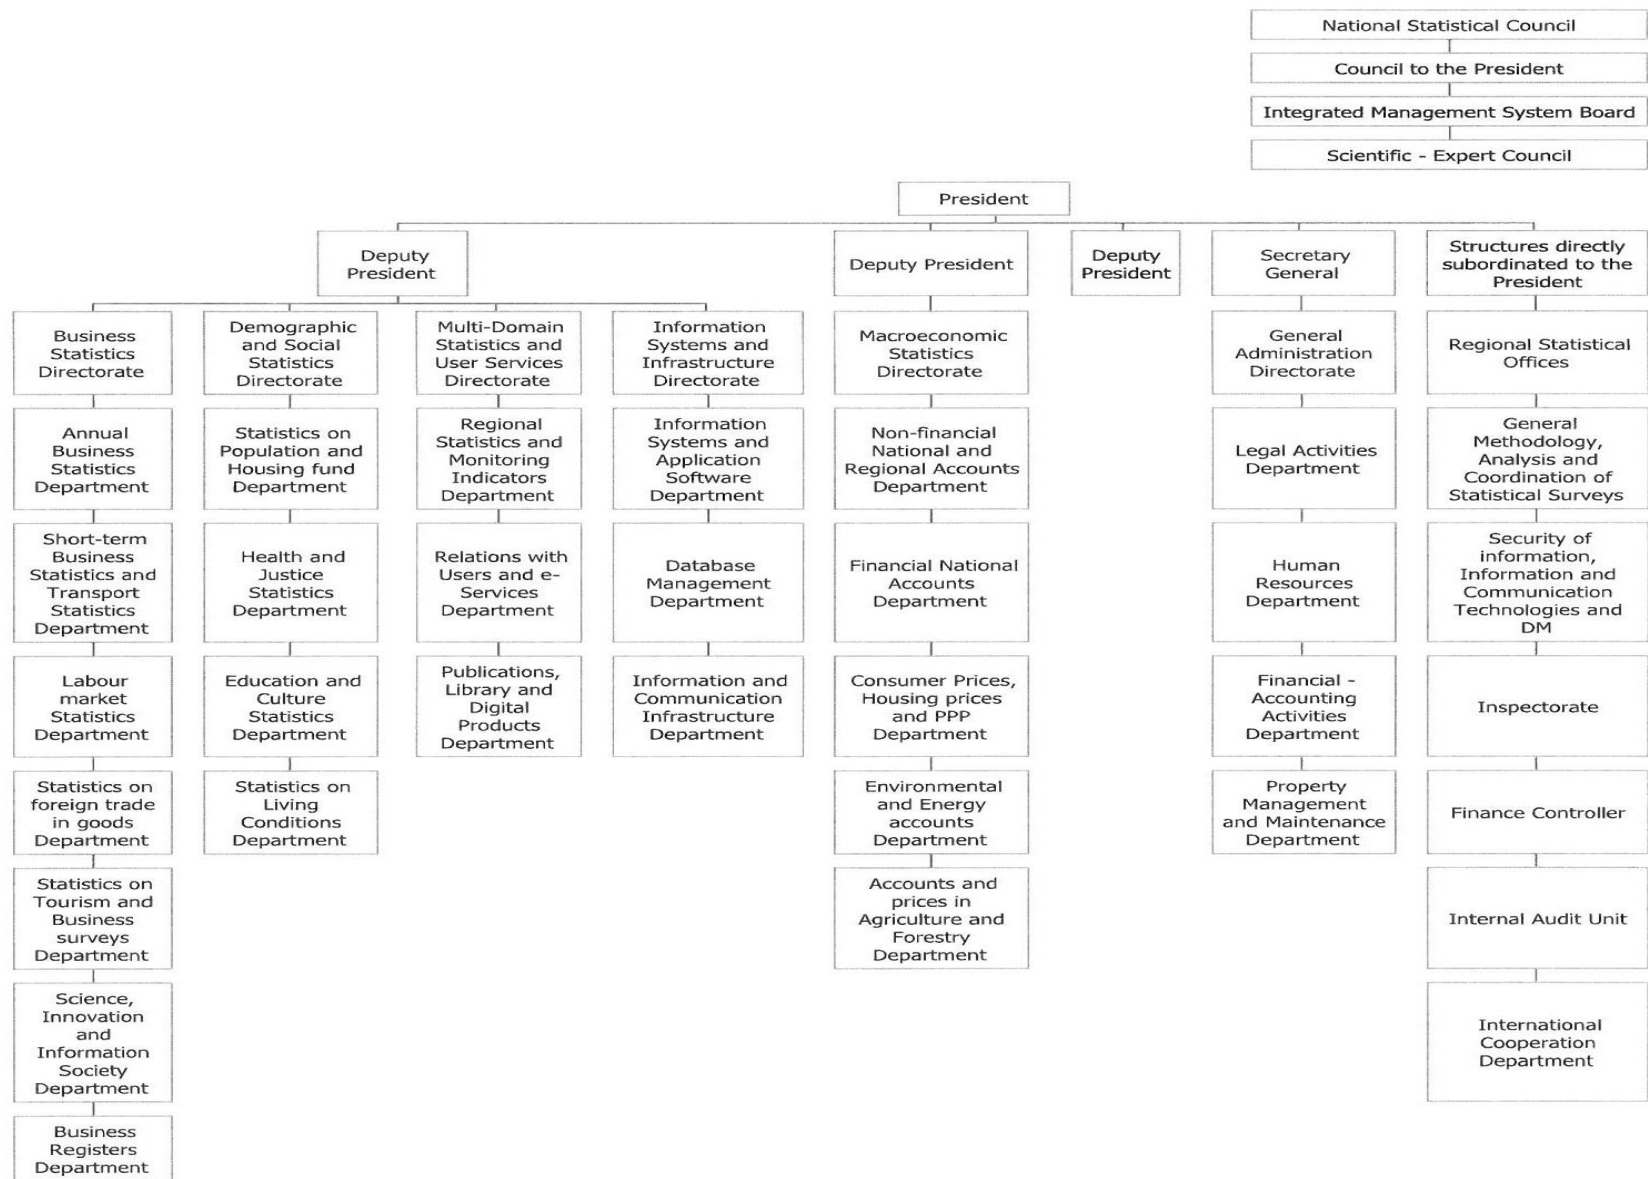 National Statistical Council
Council to the President
Integrated Management System Board
Scientific - Expert Council
President
Deputy
President
Deputy President
Deputy
President
Secretary
General
Structures directly
subordinated to the
President
Business
Statistics
Directorate
Annual
Business
Statistics
Department
Short-term
Business
Statistics and
Transport
Statistics
Department
Labour
market
Statistics
Department
Statistics on
foreign trade
in goods
Department
Statistics on
Tourism and
Business
surveys
Department
Science,
Innovation
and
Information
Society
Department
Business
Registers
Department
Demographic
and Social
Statistics
Directorate
Statistics on
Population and
Housing fund
Department
Health and
Justice
Statistics
Department
Education and
Culture
Statistics
Department
Statistics on
Living
Conditions
Department
Multi-Domain
Statistics and
User Services
Directorate
Regional
Statistics and
Monitoring
Indicators
Department
Relations with
Users and e-
Services
Department
Publications,
Library and
Digital
Products
Department
Information
Systems and
Infrastructure
Directorate
Information
Systems and
Application
Software
Department
Database
Management
Department
Information and
Communication
Infrastructure
Department
Macroeconomic
Statistics
Directorate
Non-financial
National and
Regional Accounts
Department
Financial National
Accounts
Department
Consumer Prices,
Housing prices
and PPP
Department
Environmental
and Energy
accounts
Department
Accounts and
prices in
Agriculture and
Forestry
Department
General
Administration
Directorate
Legal Activities
Department
Human
Resources
Department
Financial -
Accounting
Activities
Department
Property
Management
and Maintenance
Department
Regional Statistical
Offices
General
Methodology,
Analysis and
Coordination of
Statistical Surveys
Security of
information,
Information and
Communication
Technologies and
DM
Inspectorate
Finance Controller
Internal Audit Unit
International
Cooperation
Department